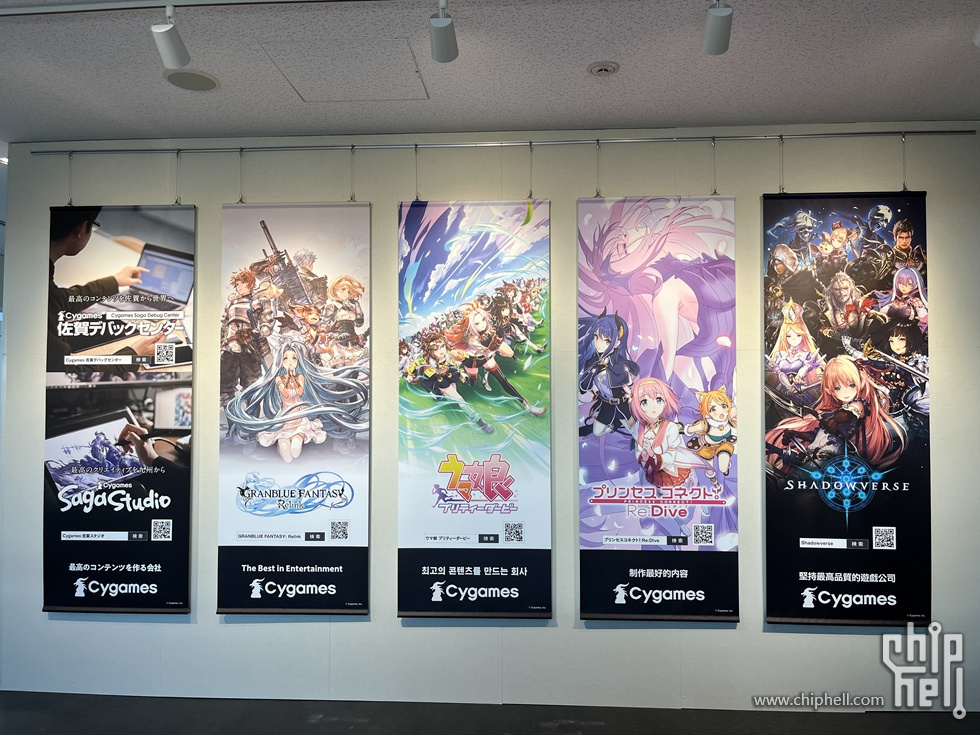 最高のコンテンツを佐賀から世界へ
Cygames Cygames Saga Debug Center
佐賀デバッグセンター
Cygames 佐賀デバッグセンター 検索
最高のクリエイティブを九州から
Cygames
SagaStudio
Cygames 佐賀スタジオ 検索
最高のコンテンツを作る会社
Cygames
GRANBLUE FANTASY
Relink
GRANBLUE FANTASY: Relink 検索
The Best in Entertainment
Cygames
ウマ娘
プリティーダービー
ウマ娘 プリティーダービー 検索
최고의 콘텐츠를 만드는 회사
Cygames
プリンセスコネクト!
PRINCESS CONNECT!
Re:Dive
プリンセスコネクト!Re:Dive 検索
制作最好的内容
Cygames
SHADOWVERSE
Shadowverse 検索
堅持最高品質的遊戲公司
Cygames
www.chiphell.com
chip
hell